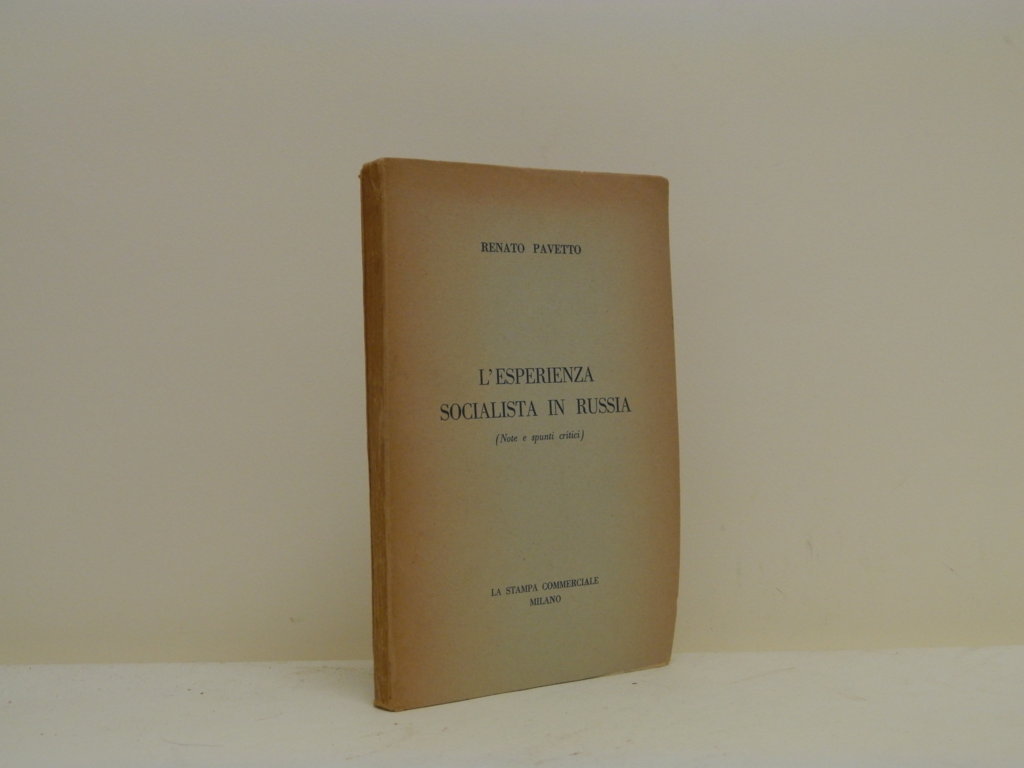 RENATO PAVETTO
L'ESPERIENZA
SOCIALISTA IN RUSSIA
(Note e spunti critici)
LA STAMPA COMMERCIALE
MILANO